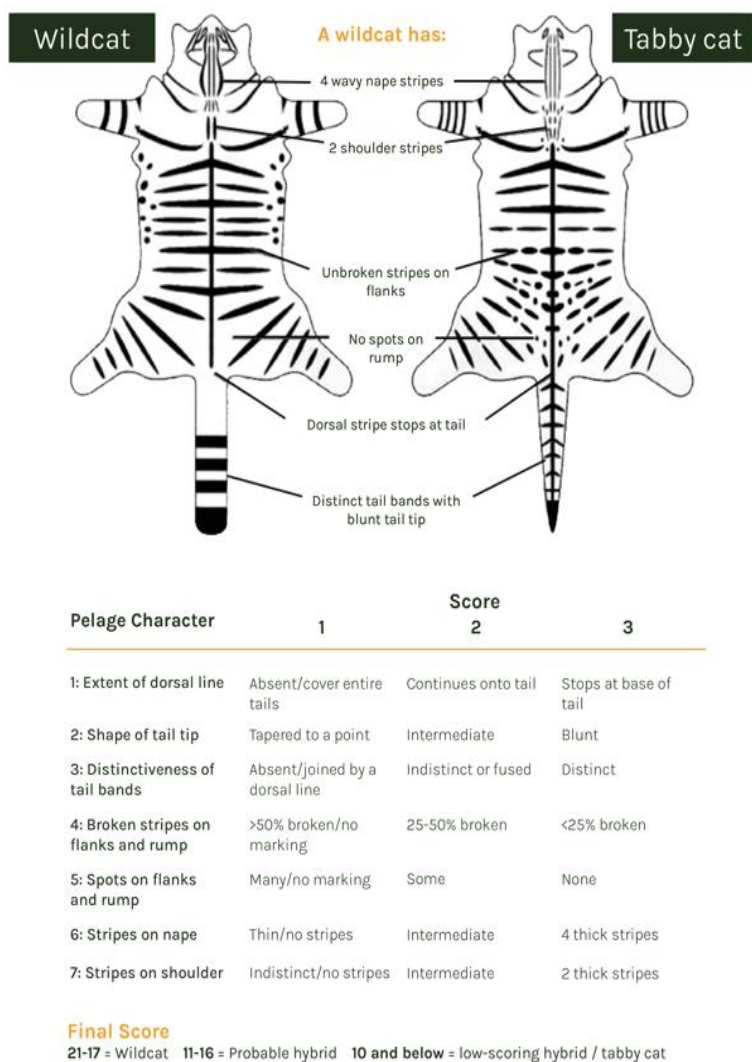 Wildcat
A wildcat has:
Tabby cat
4 wavy nape stripes
2 shoulder stripes
Unbroken stripes on
flanks
No spots on
rump
Dorsal stripe stops at tail
Distinct tail bands with
blunt tail tip
Score
Pelage Character 1 2 3
1: Extent of dorsal line Absent/cover entire Continues onto tail Stops at base of
tails tail
2: Shape of tail tip Tapered to a point Intermediate Blunt
3: Distinctiveness of Absent/joined by a Indistinct or fused Distinct
tail bands dorsal line
4: Broken stripes on >50% broken/no 25-50% broken <25% broken
flanks and rump marking
5: Spots on flanks Many/no marking Some None
and rump
6: Stripes on nape Thin/no stripes Intermediate 4 thick stripes
7: Stripes on shoulder Indistinct/no stripes Intermediate 2 thick stripes
Final Score
21-17 = Wildcat 11-16 = Probable hybrid 10 and below = low-scoring hybrid / tabby cat